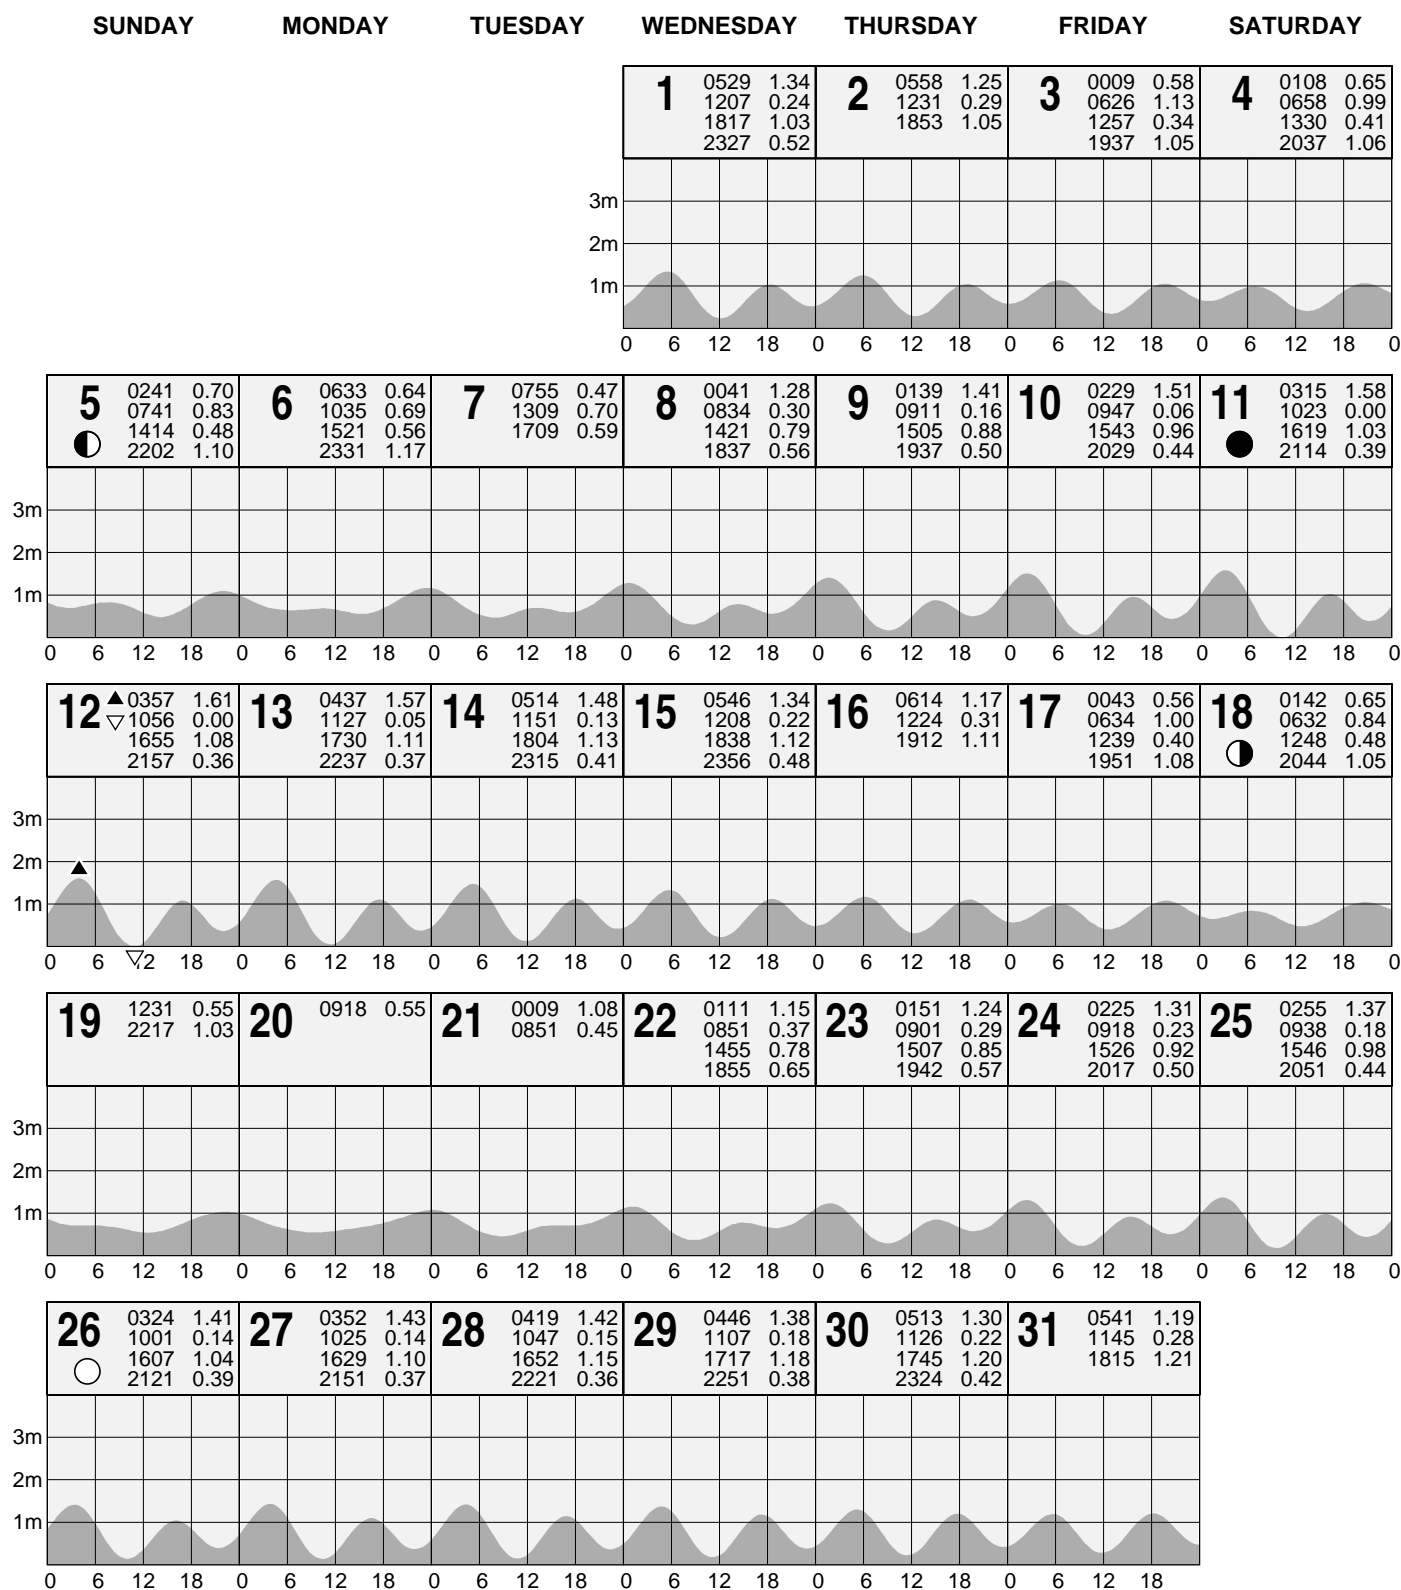 SUNDAY MONDAY TUESDAY WEDNESDAY THURSDAY FRIDAY SATURDAY
1 0529 1.34
1207 0.24
1817 1.03
2327 0.52
2 0558 1.25
1231 0.29
1853 1.05
3 0009 0.58
0626 1.13
1257 0.34
1937 1.05
4 0108 0.65
0658 0.99
1330 0.41
2037 1.06
3m
2m
1m
0 6 12 18 0 6 12 18 0 6 12 18 0 6 12 18 0
5 0241 0.70
0741 0.83
1414 0.48
2202 1.10
6 0633 0.64
1035 0.69
1521 0.56
2331 1.17
7 0755 0.47
1309 0.70
1709 0.59
8 0041 1.28
0834 0.30
1421 0.79
1837 0.56
9 0139 1.41
0911 0.16
1505 0.88
1937 0.50
10 0229 1.51
0947 0.06
1543 0.96
2029 0.44
11 0315 1.58
1023 0.00
1619 1.03
2114 0.39
3m
2m
1m
0 6 12 18 0 6 12 18 0 6 12 18 0 6 12 18 0 6 12 18 0 6 12 18 0 6 12 18 0
12 0357 1.61
1056 0.00
1655 1.08
2157 0.36
13 0437 1.57
1127 0.05
1730 1.11
2237 0.37
14 0514 1.48
1151 0.13
1804 1.13
2315 0.41
15 0546 1.34
1208 0.22
1838 1.12
2356 0.48
16 0614 1.17
1224 0.31
1912 1.11
17 0043 0.56
0634 1.00
1239 0.40
1951 1.08
18 0142 0.65
0632 0.84
1248 0.48
2044 1.05
3m
2m
1m
0 6 12 18 0 6 12 18 0 6 12 18 0 6 12 18 0 6 12 18 0 6 12 18 0 6 12 18 0
19 1231 0.55
2217 1.03
20 0918 0.55
21 0009 1.08
0851 0.45
22 0111 1.15
0851 0.37
1455 0.78
1855 0.65
23 0151 1.24
0901 0.29
1507 0.85
1942 0.57
24 0225 1.31
0918 0.23
1526 0.92
2017 0.50
25 0255 1.37
0938 0.18
1546 0.98
2051 0.44
3m
2m
1m
0 6 12 18 0 6 12 18 0 6 12 18 0 6 12 18 0 6 12 18 0 6 12 18 0 6 12 18 0
26 0324 1.41
1001 0.14
1607 1.04
2121 0.39
27 0352 1.43
1025 0.14
1629 1.10
2151 0.37
28 0419 1.42
1047 0.15
1652 1.15
2221 0.36
29 0446 1.38
1107 0.18
1717 1.18
2251 0.38
30 0513 1.30
1126 0.22
1745 1.20
2324 0.42
31 0541 1.19
1145 0.28
1815 1.21
3m
2m
1m
0 6 12 18 0 6 12 18 0 6 12 18 0 6 12 18 0 6 12 18 0 6 12 18